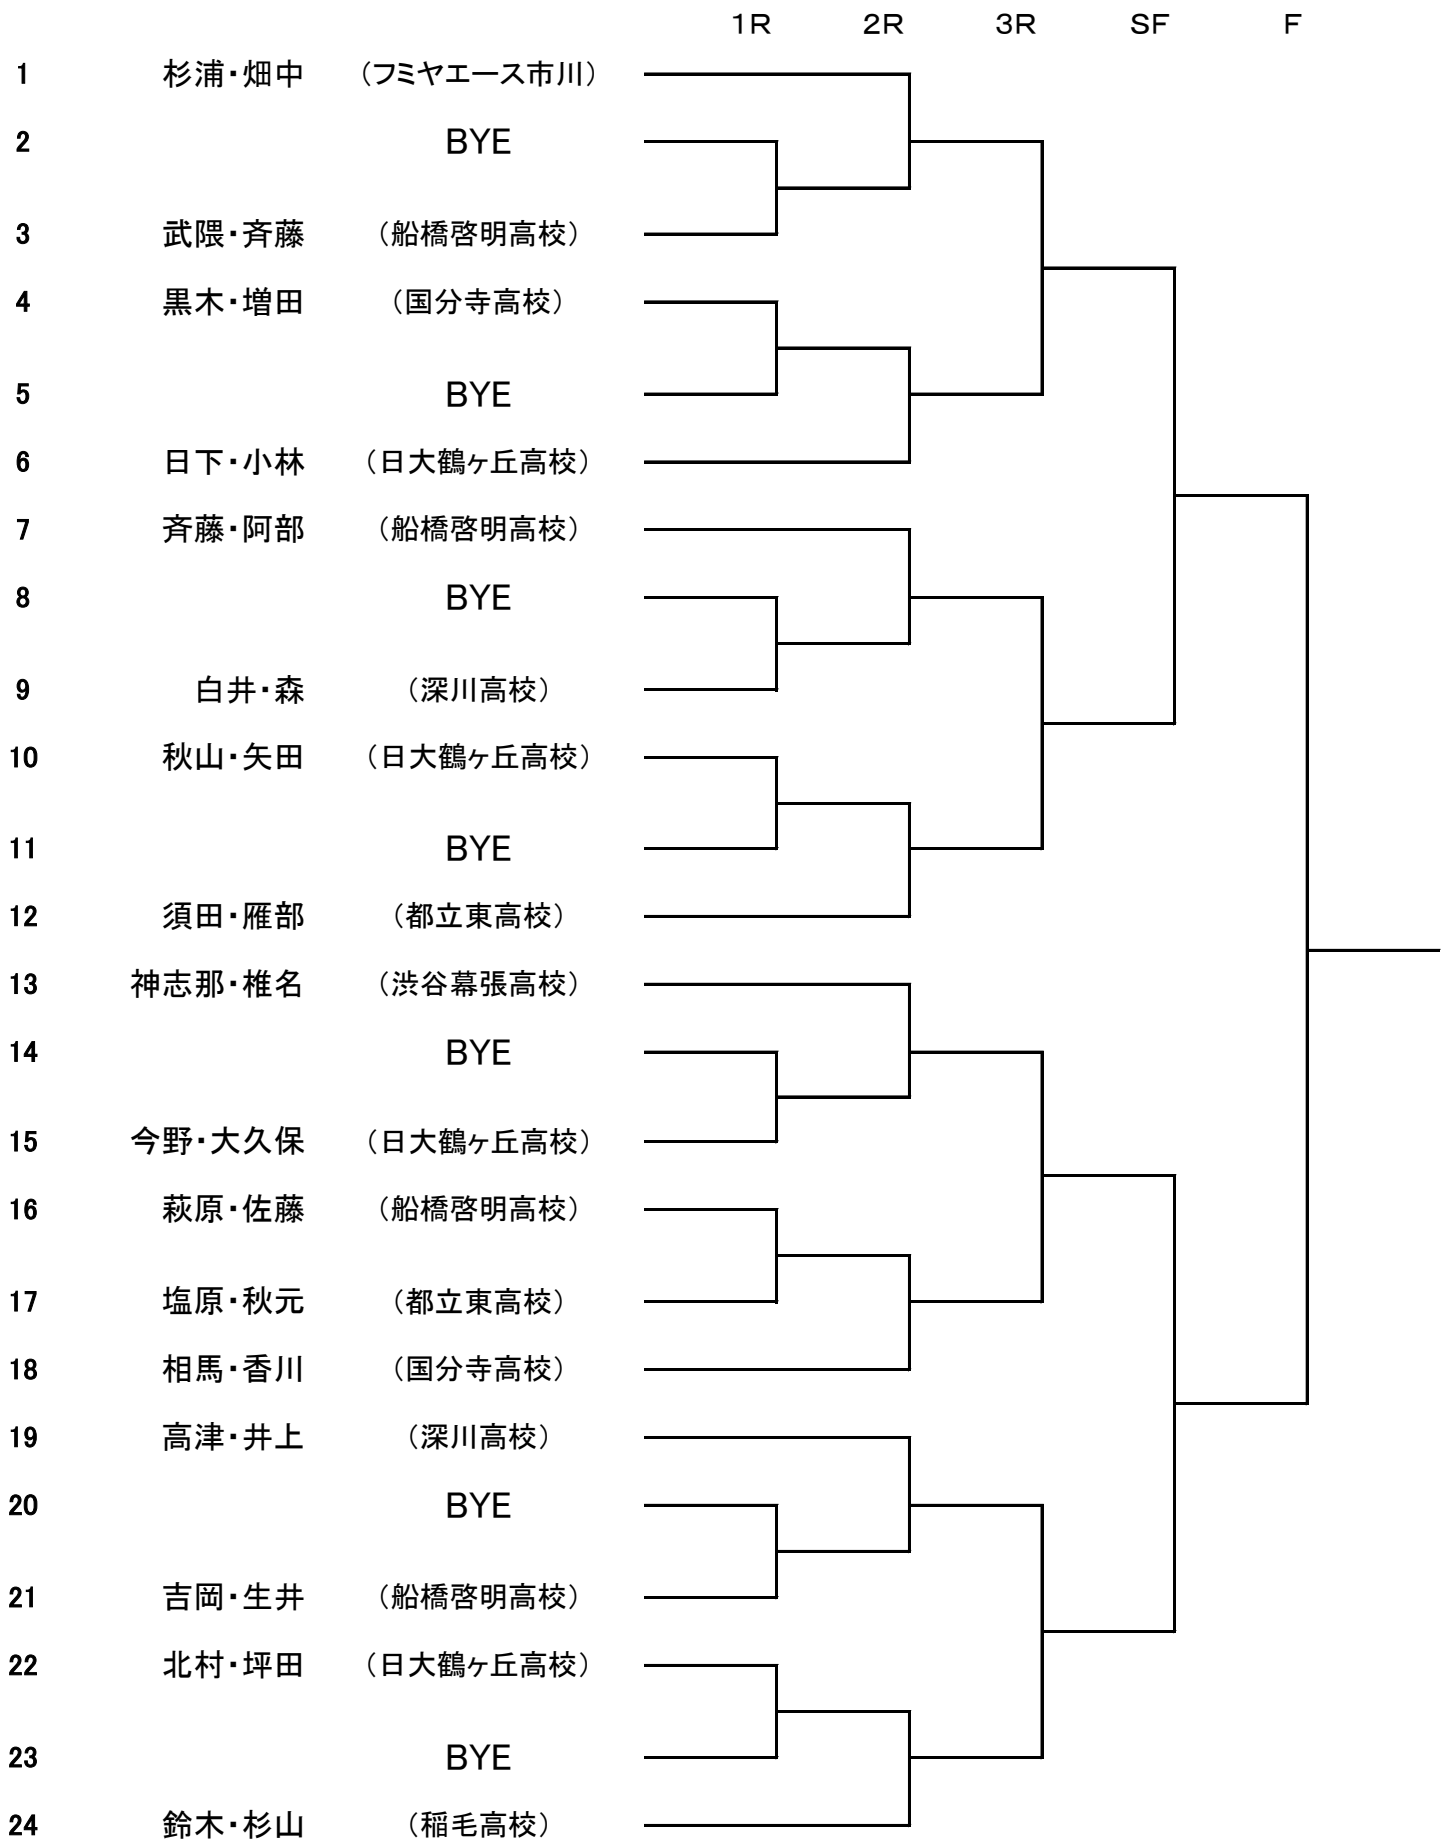 1R 2R 3R SF F
1 杉浦・畑中 （フミヤエース市川）
2 BYE
3 武隈・斉藤 （船橋啓明高校）
4 黒木・増田 （国分寺高校）
5 BYE
6 日下・小林 （日大鶴ヶ丘高校）
7 斉藤・阿部 （船橋啓明高校）
8 BYE
9 白井・森 （深川高校）
10 秋山・矢田 （日大鶴ヶ丘高校）
11 BYE
12 須田・雁部 （都立東高校）
13 神志那・椎名 （渋谷幕張高校）
14 BYE
15 今野・大久保 （日大鶴ヶ丘高校）
16 萩原・佐藤 （船橋啓明高校）
17 塩原・秋元 （都立東高校）
18 相馬・香川 （国分寺高校）
19 高津・井上 （深川高校）
20 BYE
21 吉岡・生井 （船橋啓明高校）
22 北村・坪田 （日大鶴ヶ丘高校）
23 BYE
24 鈴木・杉山 （稲毛高校）